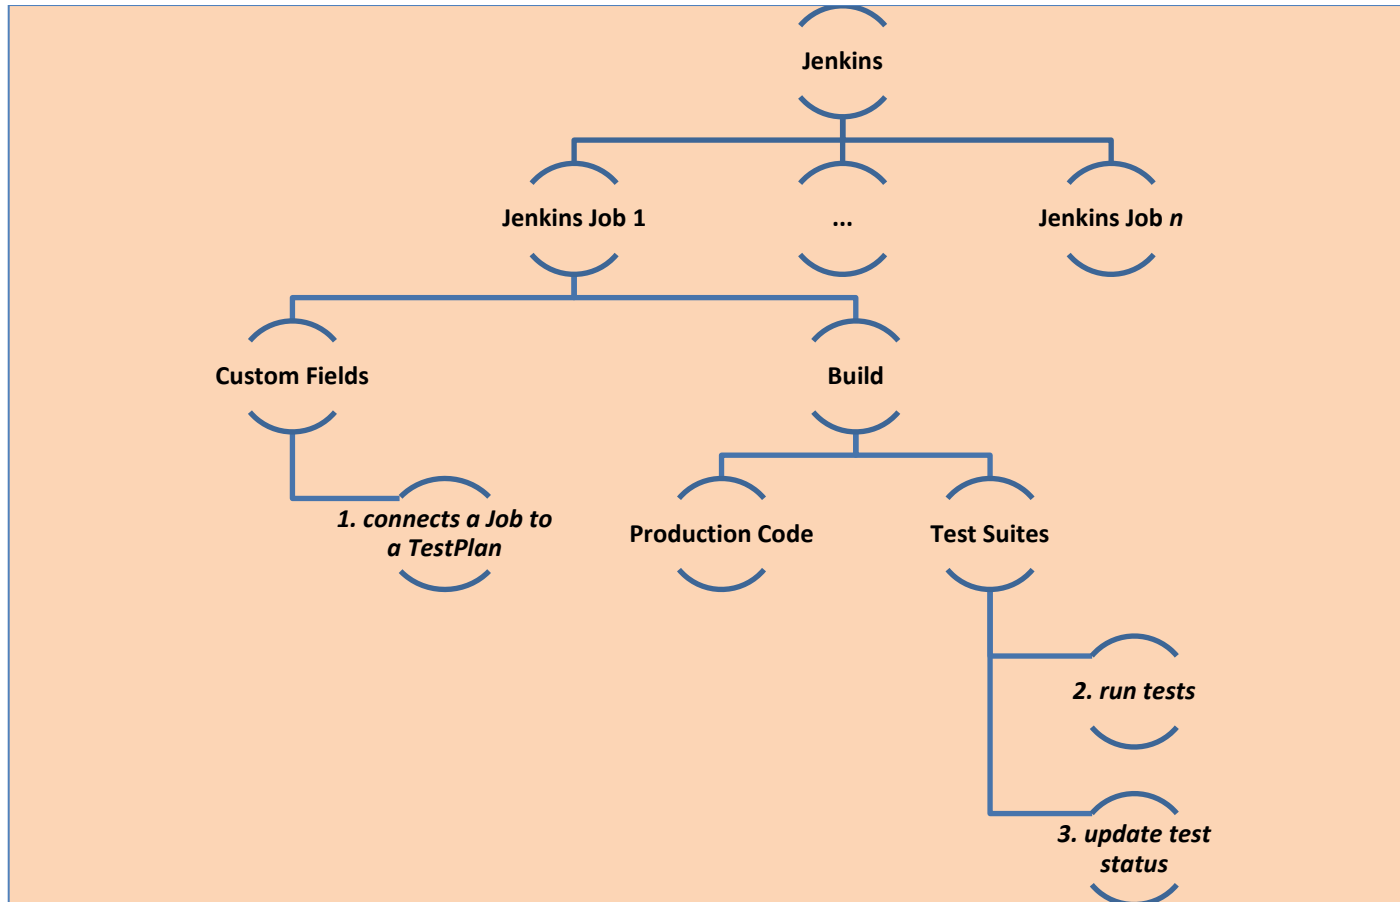 Jenkins
Jenkins Job 1
...
Jenkins Job n
Custom Fields
Build
1. connects a Job to
a TestPlan
Production Code
Test Suites
2. run tests
3. update test
status